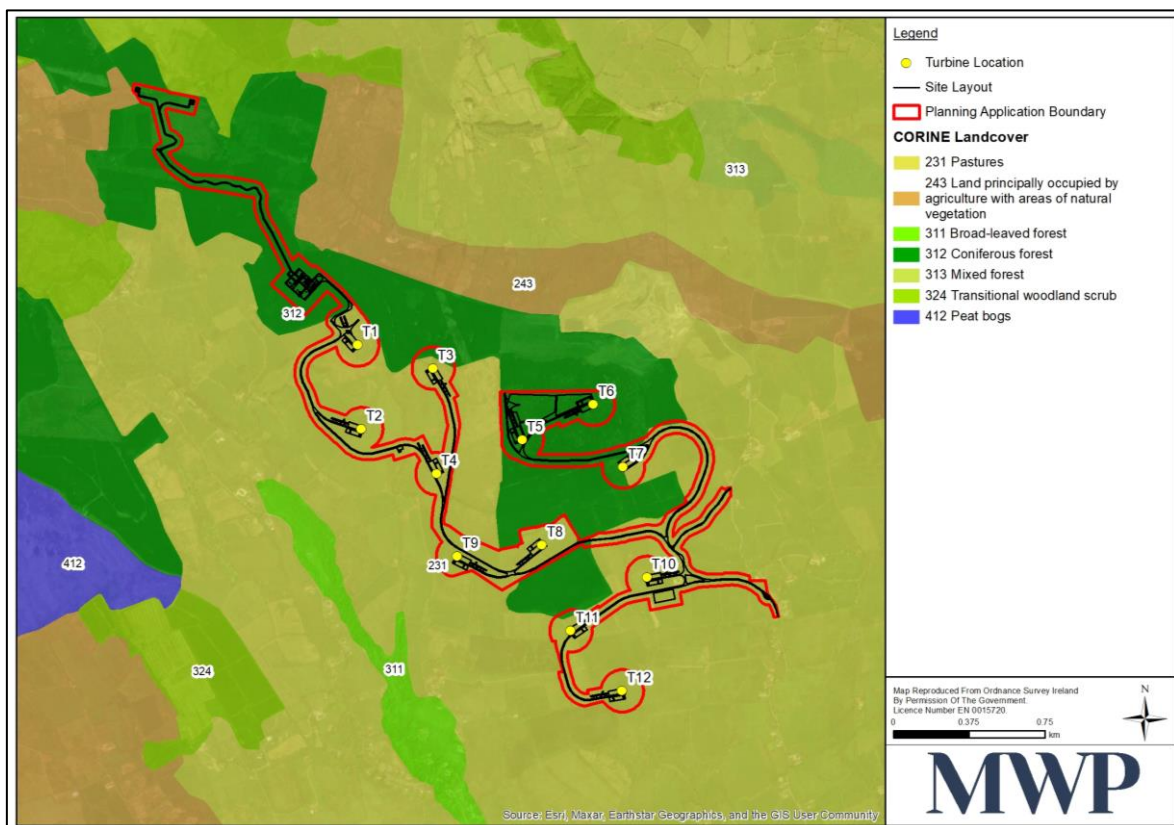 313
243
312
T1
T3
T6
T2
T5
T4
T7
T8
T9
231
T10
412
T11
324
311
T12
Source: Esri, Maxar, Earthstar Geographics, and the GIS User Community
Legend
Turbine Location
Site Layout
Planning Application Boundary
CORINE Landcover
231 Pastures
243 Land principally occupied by
agriculture with areas of natural
vegetation
311 Broad-leaved forest
312 Coniferous forest
313 Mixed forest
324 Transitional woodland scrub
412 Peat bogs
Map Reproduced From Ordnance Survey Ireland
By Permission Of The Government.
Licence Number EN 0015720.
N
0 0.375 0.75
km
MWP